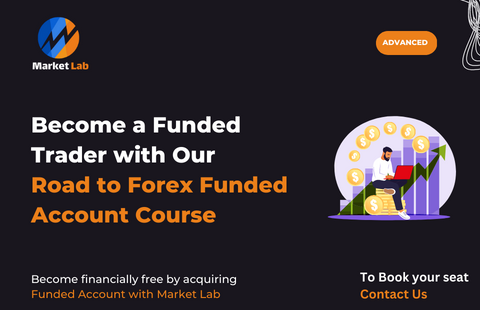 Market Lab
ADVANCED
Become a Funded
Trader with Our
Road to Forex Funded
Account Course
Become financially free by acquiring
Funded Account with Market Lab
To Book your seat
Contact Us